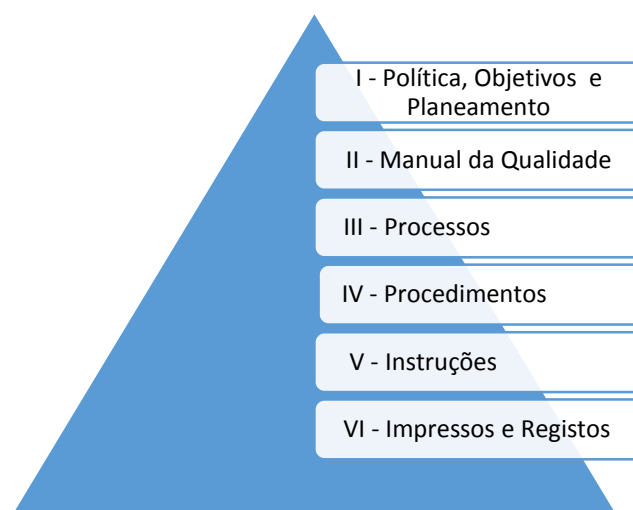 I - Política, Objetivos e
Planeamento
II - Manual da Qualidade
III - Processos
IV - Procedimentos
V - Instruções
VI - Impressos e Registos